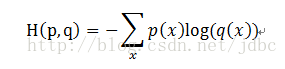 H(p,q) = −∑ₓ p(x)log(q(x))↵
http://blog.csdn.net/jdbc